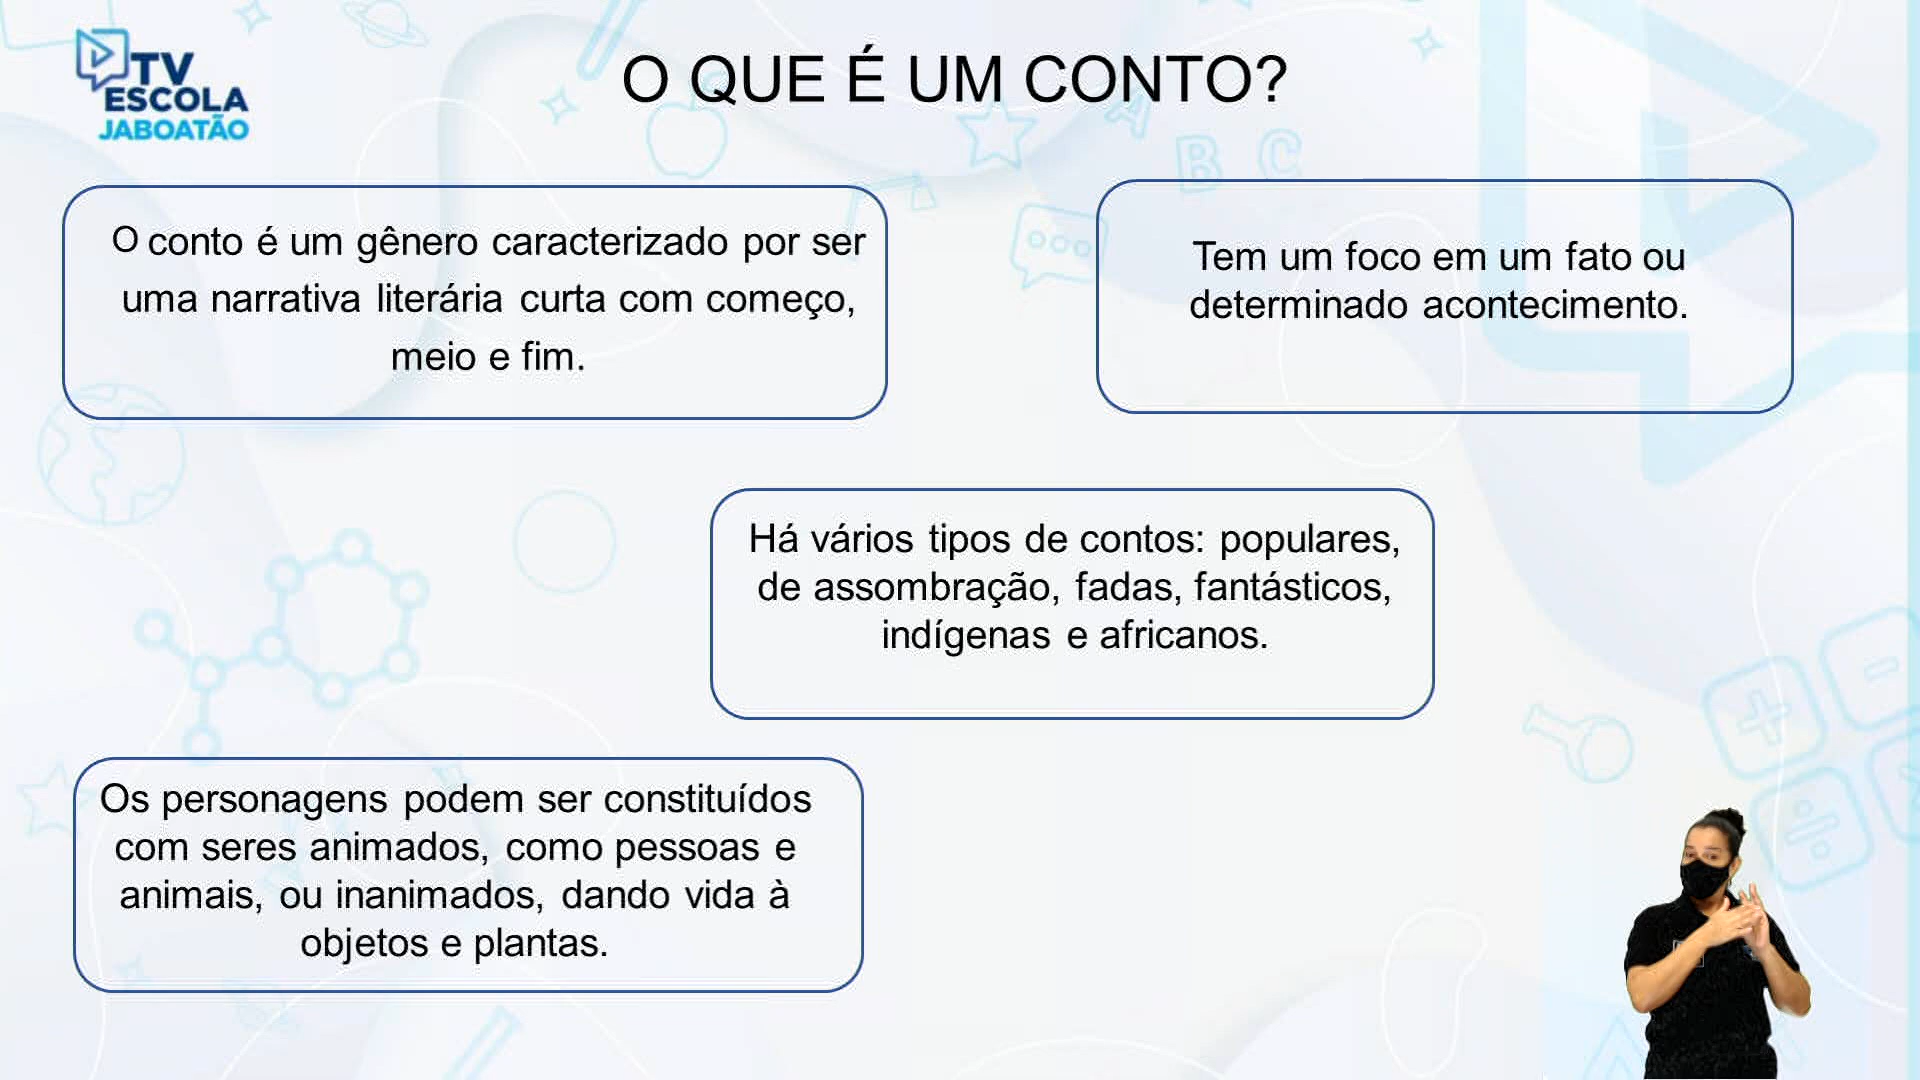 TV
ESCOLA
JABOATÃO
O QUE É UM CONTO?
A
B C
O conto é um gênero caracterizado por ser
uma narrativa literária curta com começo,
meio e fim.
Tem um foco em um fato ou
determinado acontecimento.
Há vários tipos de contos: populares,
de assombração, fadas, fantásticos,
indígenas e africanos.
Os personagens podem ser constituídos
com seres animados, como pessoas e
animais, ou inanimados, dando vida à
objetos e plantas.